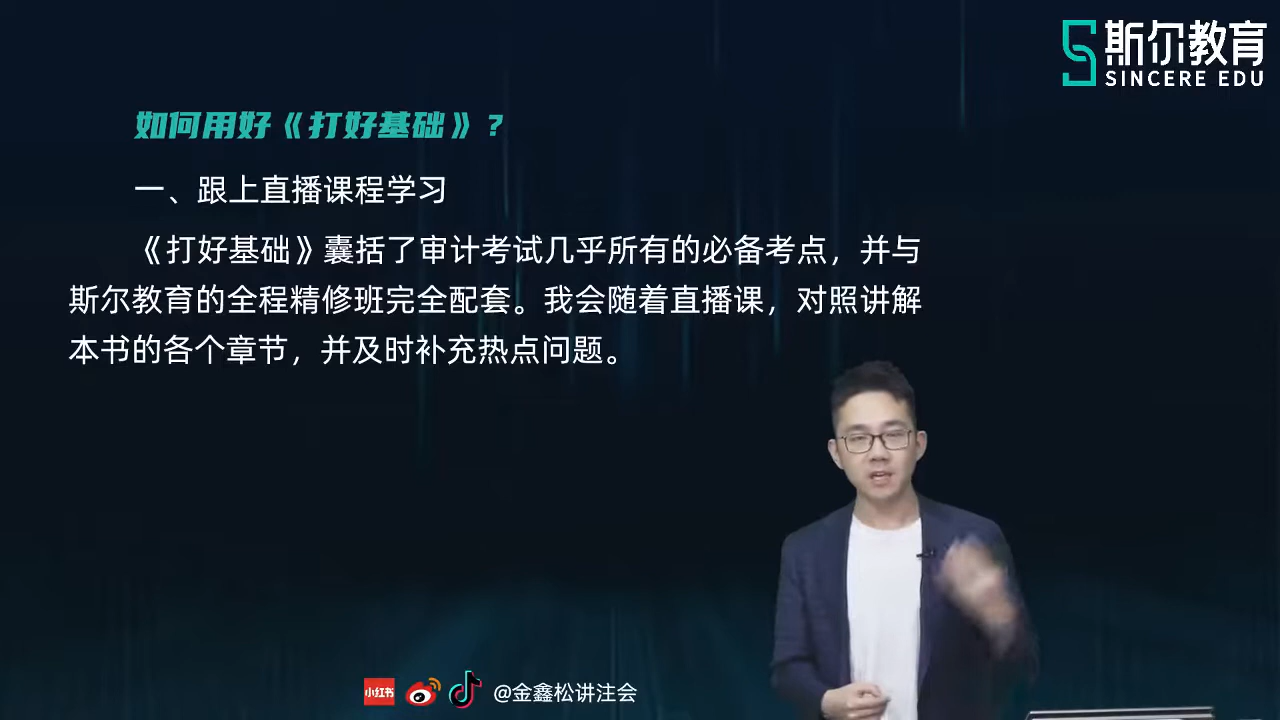 斯尔教育
SINCERE EDU
如何用好《打好基础》?
一、跟上直播课程学习
《打好基础》囊括了审计考试几乎所有的必备考点，并与
斯尔教育的全程精修班完全配套。我会随着直播课，对照讲解
本书的各个章节，并及时补充热点问题。
小红书
@金鑫松讲注会